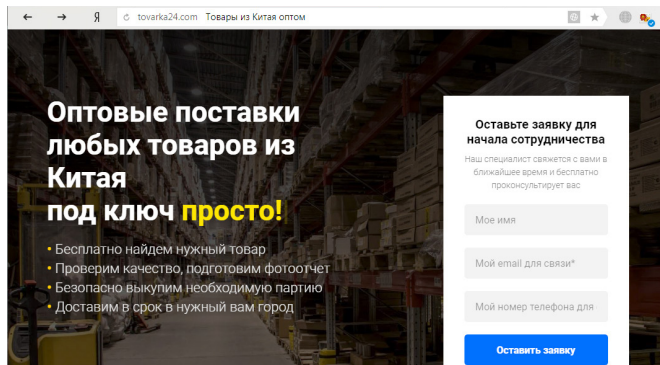 Я
tovarka24.com Товары из Китая оптом
Оптовые поставки
любых товаров из
Китая
под ключ просто!
• Бесплатно найдем нужный товар
• Проверим качество, подготовим фотоотчет
• Безопасно выкупим необходимую партию
• Доставим в срок в нужный вам город
Оставьте заявку для
начала сотрудничества
Наш специалист свяжется с вами в
ближайшее время и бесплатно
проконсультирует вас
Мое имя
Мой email для связи*
Мой номер телефона для
Оставить заявку